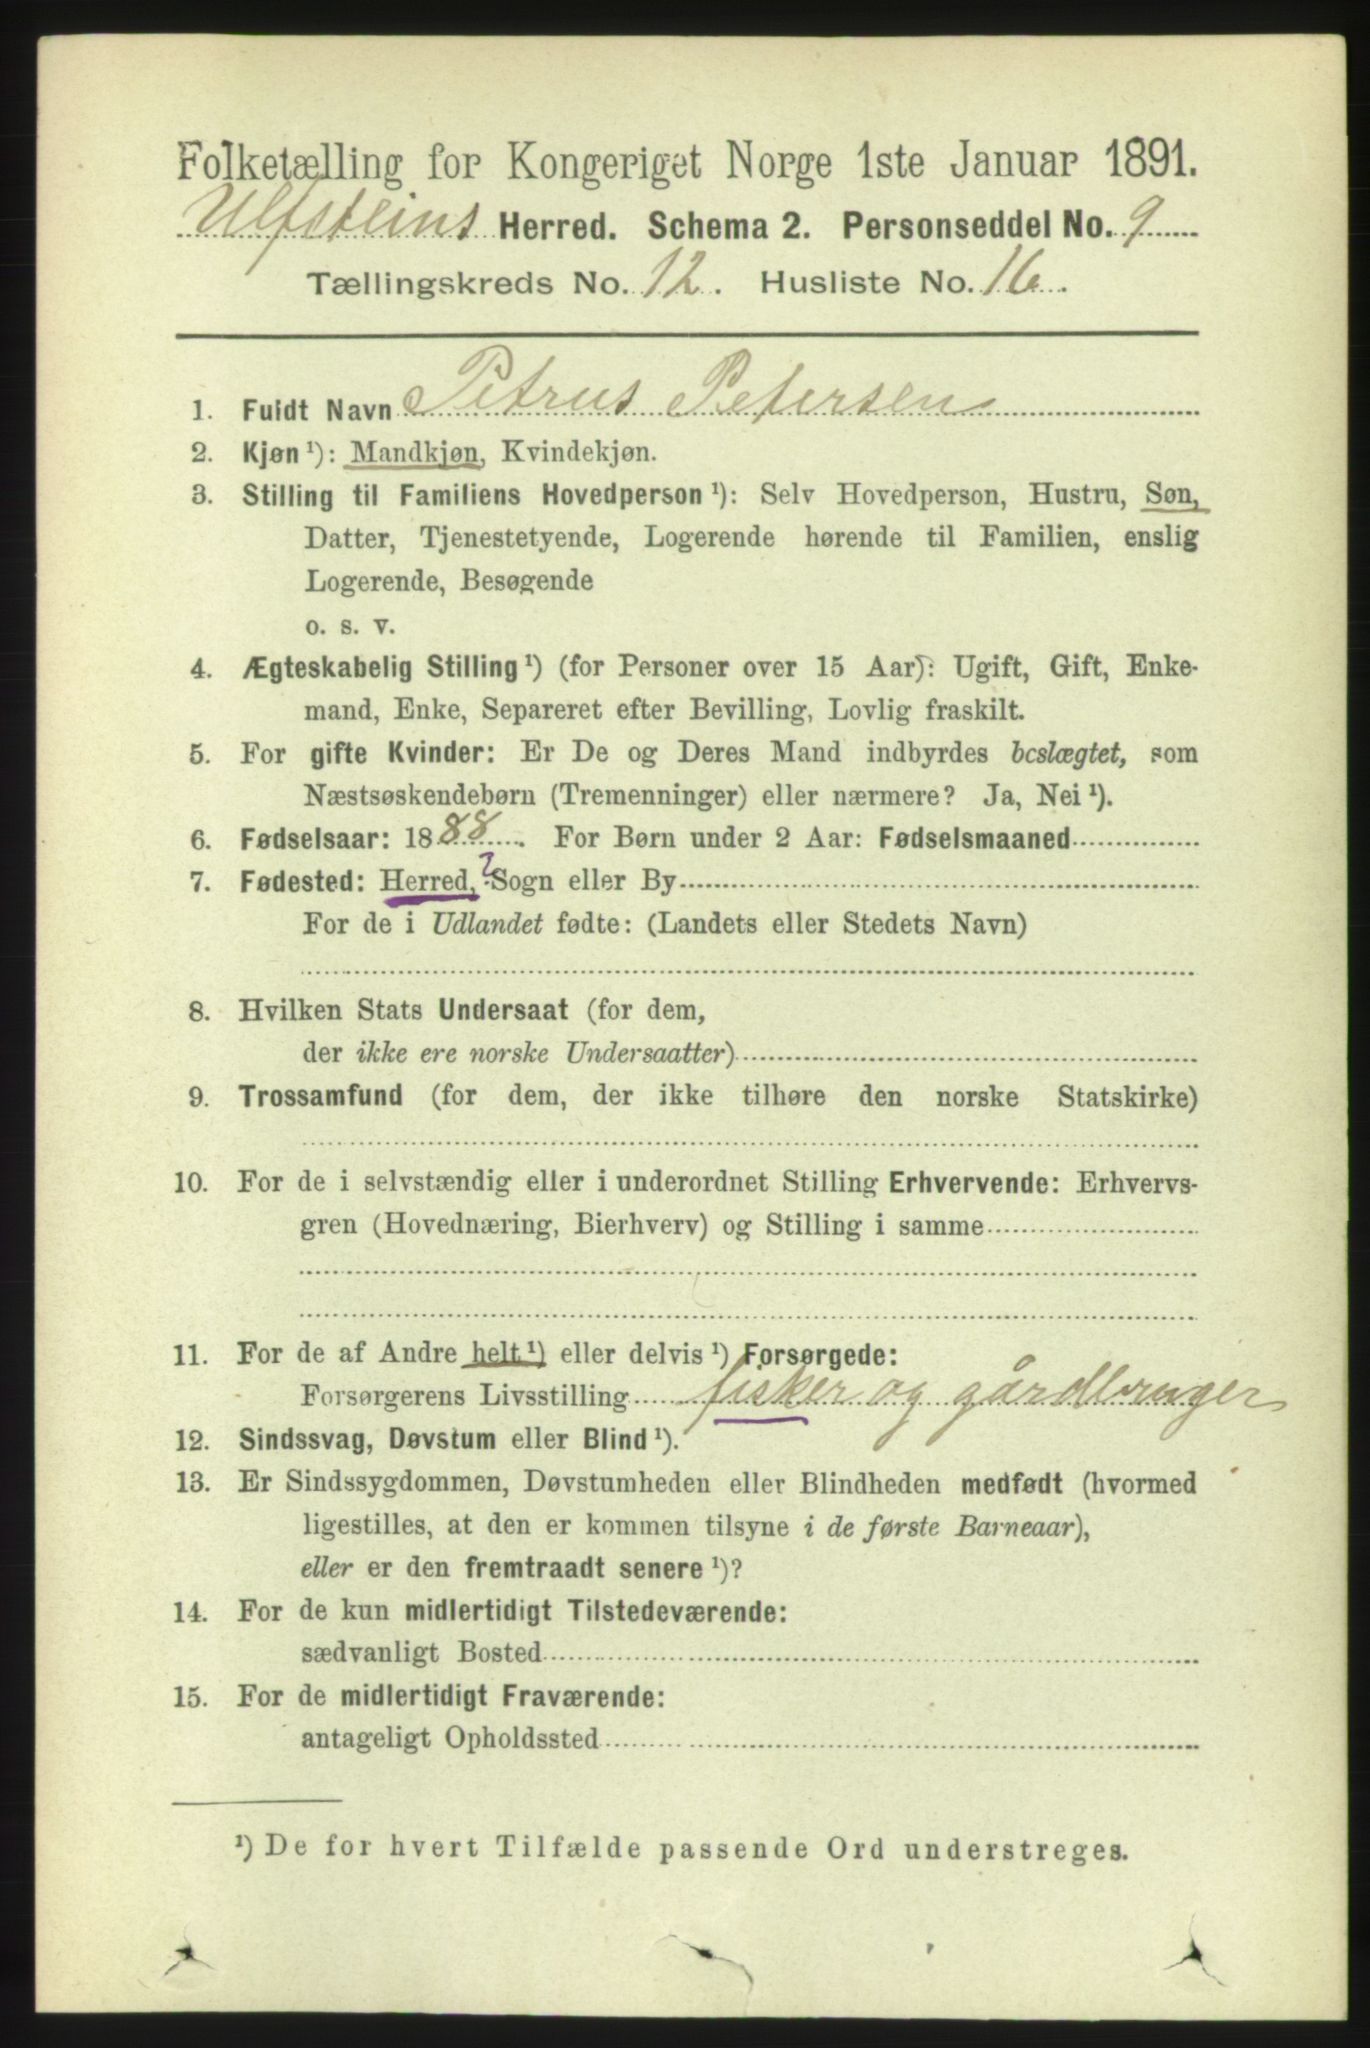 Folketælling for Kongeriget Norge 1ste Januar 1891.
Ulfsteins Herred. Schema 2. Personseddel No. 9
Tællingskreds No. 12. Husliste No. 16.
1. Fuldt Navn Petrus Petersen
2. Kjøn ¹): Mandkjøn, Kvindekjøn.
3. Stilling til Familiens Hovedperson ¹): Selv Hovedperson, Hustru, Søn,
Datter, Tjenestetyende, Logerende hørende til Familien, enslig
Logerende, Besøgende
o. s. v.
4. Ægteskabelig Stilling ¹) (for Personer over 15 Aar): Ugift, Gift, Enke-
mand, Enke, Separeret efter Bevilling, Lovlig fraskilt.
5. For gifte Kvinder: Er De og Deres Mand indbyrdes beslægtet, som
Næstsøskendebørn (Tremenninger) eller nærmere? Ja, Nei ¹).
6. Fødselsaar: 1888. For Børn under 2 Aar: Fødselsmaaned
7. Fødested: Herred, ? Sogn eller By
For de i Udlandet fødte: (Landets eller Stedets Navn)
8. Hvilken Stats Undersaat (for dem,
der ikke ere norske Undersaatter)
9. Trossamfund (for dem, der ikke tilhøre den norske Statskirke)
10. For de i selvstændig eller i underordnet Stilling Erhvervende: Erhvervs-
gren (Hovednæring, Bierhverv) og Stilling i samme
11. For de af Andre helt ¹) eller delvis ¹) Forsørgede:
Forsørgerens Livsstilling fisker og gårdbruger
12. Sindssvag, Døvstum eller Blind ¹).
13. Er Sindssygdommen, Døvstumheden eller Blindheden medfødt (hvormed
ligestilles, at den er kommen tilsyne i de første Barneaar),
eller er den fremtraadt senere ¹)?
14. For de kun midlertidigt Tilstedeværende:
sædvanligt Bosted
15. For de midlertidigt Fraværende:
antageligt Opholdssted
¹) De for hvert Tilfælde passende Ord understreges.